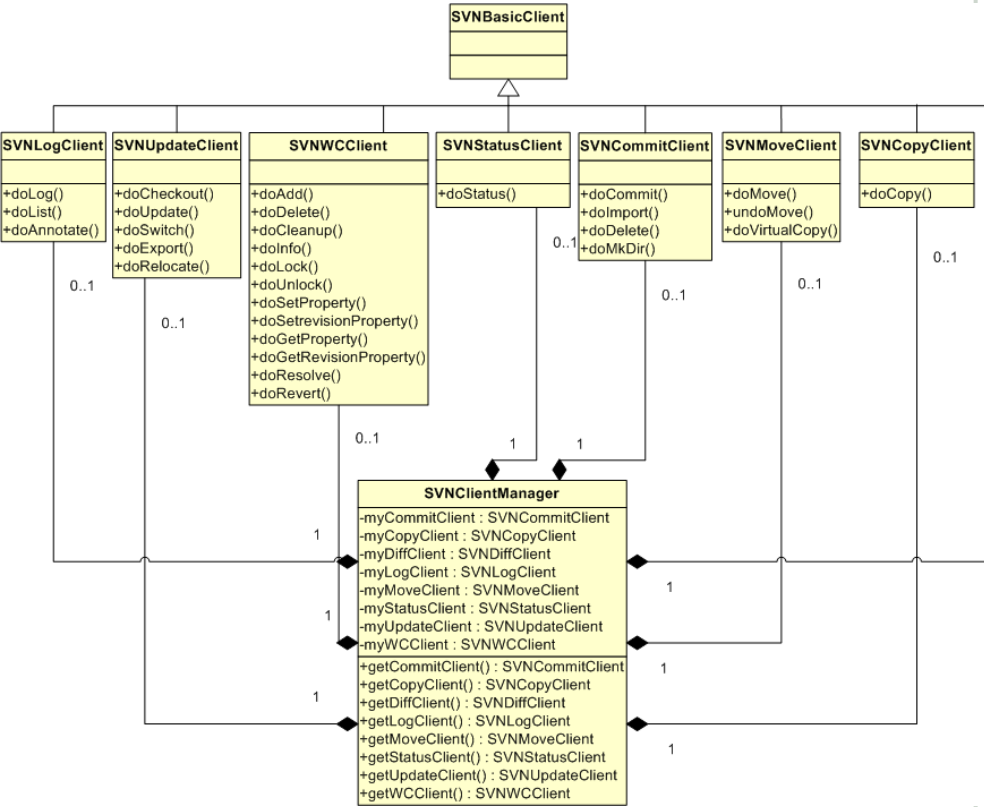 SVNBasicClient
SVNLogClient
+doLog()
+doList()
+doAnnotate()
0..1
SVNUpdateClient
+doCheckout()
+doUpdate()
+doSwitch()
+doExport()
+doRelocate()
0..1
SVNWCClient
+doAdd()
+doDelete()
+doCleanup()
+doInfo()
+doLock()
+doUnlock()
+doSetProperty()
+doSetrevisionProperty()
+doGetProperty()
+doGetRevisionProperty()
+doResolve()
+doRevert()
0..1
SVNStatusClient
+doStatus()
0..1
SVNCommitClient
+doCommit()
+doImport()
+doDelete()
+doMkDir()
0..1
SVNMoveClient
+doMove()
+undoMove()
+doVirtualCopy()
0..1
SVNCopyClient
+doCopy()
0..1
1
1
1
1
1
SVNClientManager
-myCommitClient : SVNCommitClient
-myCopyClient : SVNCopyClient
-myDiffClient : SVNDiffClient
-myLogClient : SVNLogClient
-myMoveClient : SVNMoveClient
-myStatusClient : SVNStatusClient
-myUpdateClient : SVNUpdateClient
-myWCClient : SVNWCClient
+getCommitClient() : SVNCommitClient
+getCopyClient() : SVNCopyClient
+getDiffClient() : SVNDiffClient
+getLogClient() : SVNLogClient
+getMoveClient() : SVNMoveClient
+getStatusClient() : SVNStatusClient
+getUpdateClient() : SVNUpdateClient
+getWCClient() : SVNWCClient
1
1
1